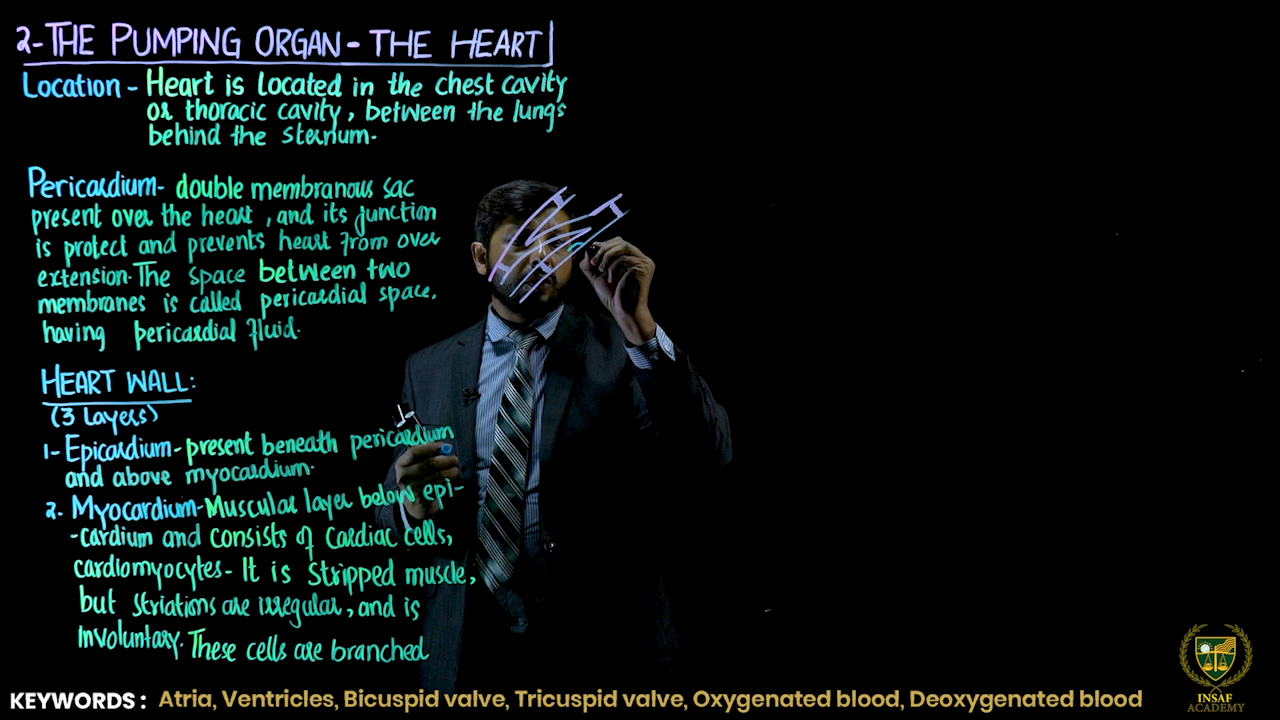 2-THE PUMPING ORGAN - THE HEART
Location - Heart is located in the chest cavity
or thoracic cavity, between the lungs
behind the sternum.
Pericardium- double membranous sac
present over the heart, and its junction
is protect and prevents heart from over
extension. The space between two
membranes is called pericardial space,
having pericardial fluid.
HEART WALL:
(3 Layers)
1- Epicardium - present beneath pericardium
and above myocardium.
2. Myocardium - Muscular layer below epi-
-cardium and consists of cardiac cells,
cardiomyocytes - It is stripped muscle,
but striations are irregular, and is
involuntary. These cells are branched
KEYWORDS : Atria, Ventricles, Bicuspid valve, Tricuspid valve, Oxygenated blood, Deoxygenated blood
INSAF
ACADEMY